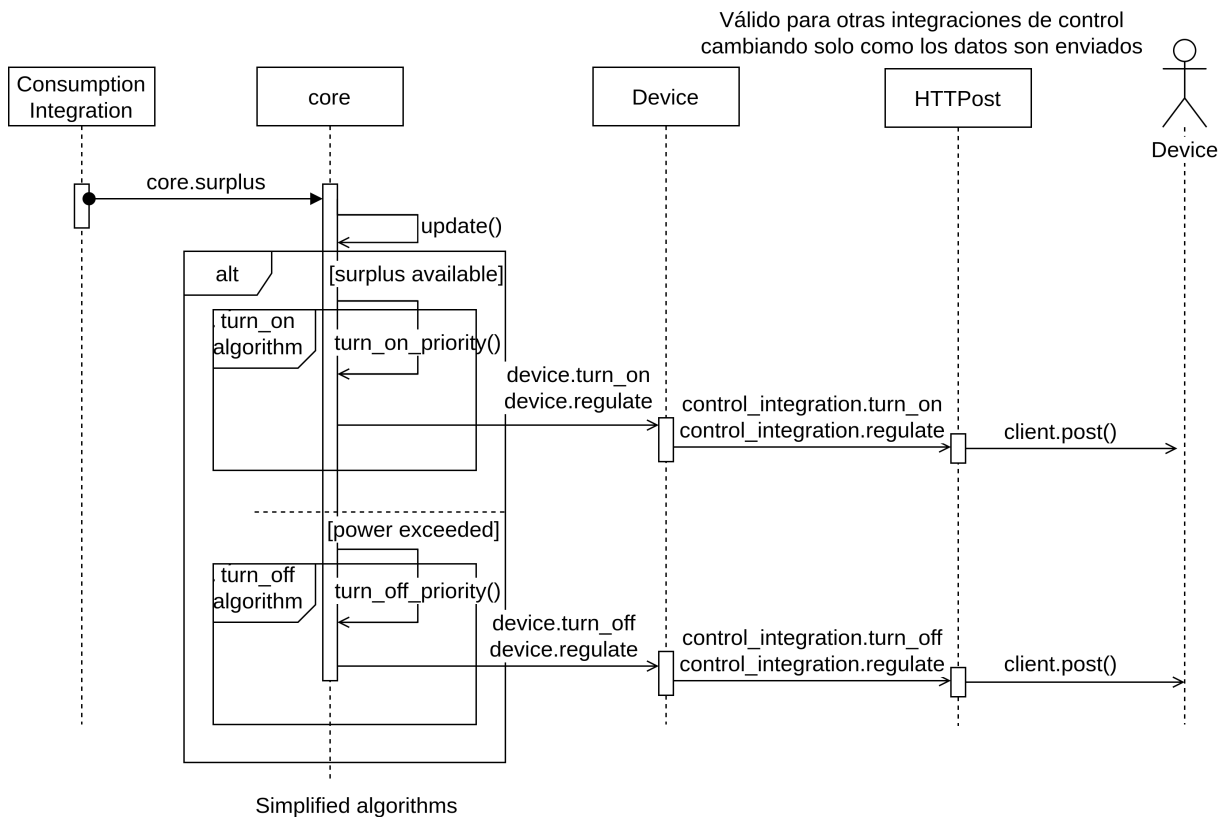 Válido para otras integraciones de control
cambiando solo como los datos son enviados
Consumption
Integration
core
Device
HTTPost
Device
core.surplus
update()
alt
[surplus available]
turn_on
algorithm
turn_on_priority()
device.turn_on
device.regulate
control_integration.turn_on
control_integration.regulate
client.post()
[power exceeded]
turn_off
algorithm
turn_off_priority()
device.turn_off
device.regulate
control_integration.turn_off
control_integration.regulate
client.post()
Simplified algorithms